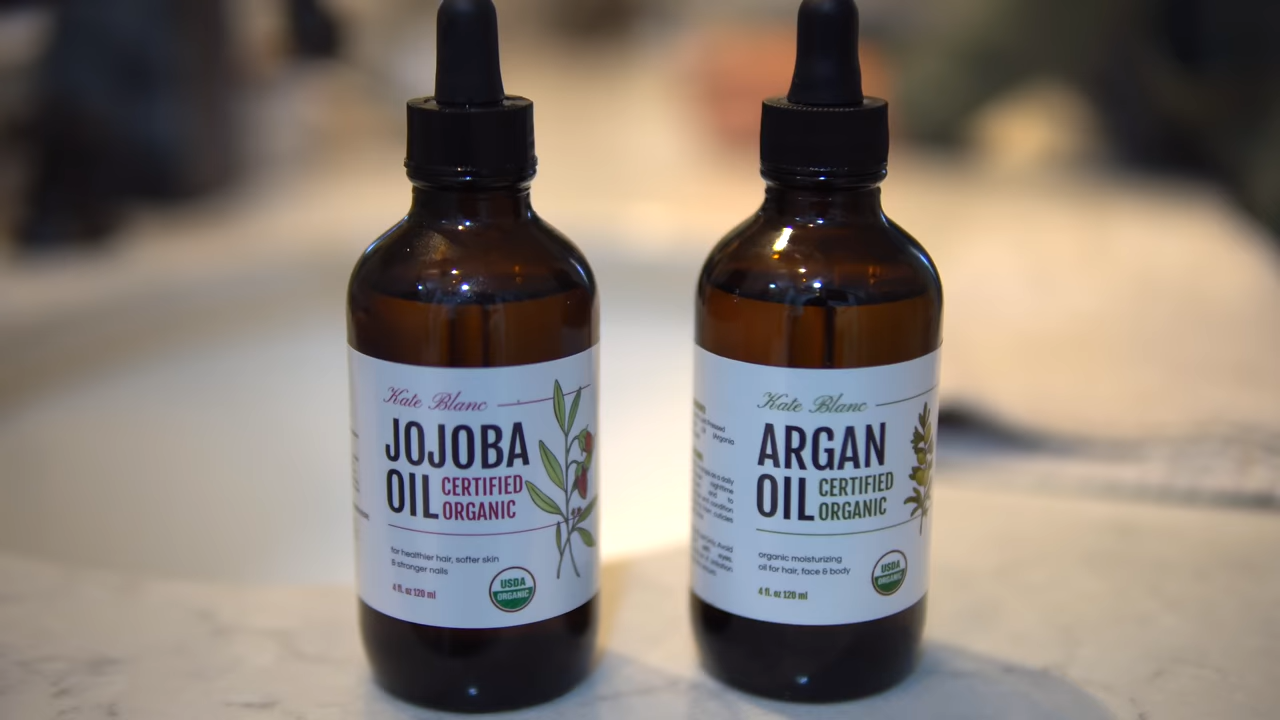 Kate Blanc
JOJOBA
OIL CERTIFIED
ORGANIC
for healthier hair, softer skin
& stronger nails
4 fl. oz 120 ml
USDA
ORGANIC
Kate Blanc
ARGAN
OIL CERTIFIED
ORGANIC
organic moisturizing
oil for hair, face & body
4 fl. oz 120 ml
USDA
ORGANIC